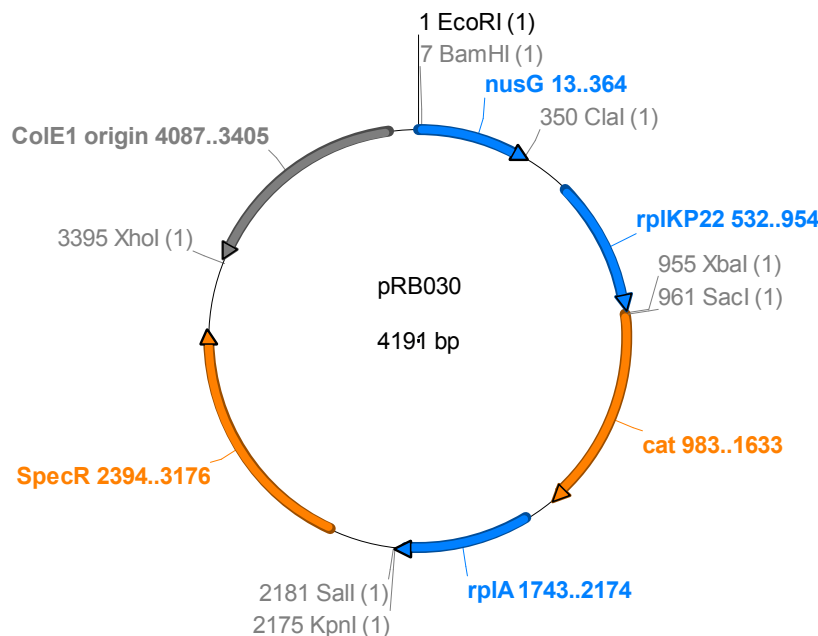 1 EcoRI (1)
7 BamHI (1)
nusG 13..364
350 ClaI (1)
ColE1 origin 4087..3405
rplKP22 532..954
3395 XhoI (1)
955 XbaI (1)
961 SacI (1)
pRB030
4191 bp
cat 983..1633
SpecR 2394..3176
2181 SalI (1)
rplA 1743..2174
2175 KpnI (1)